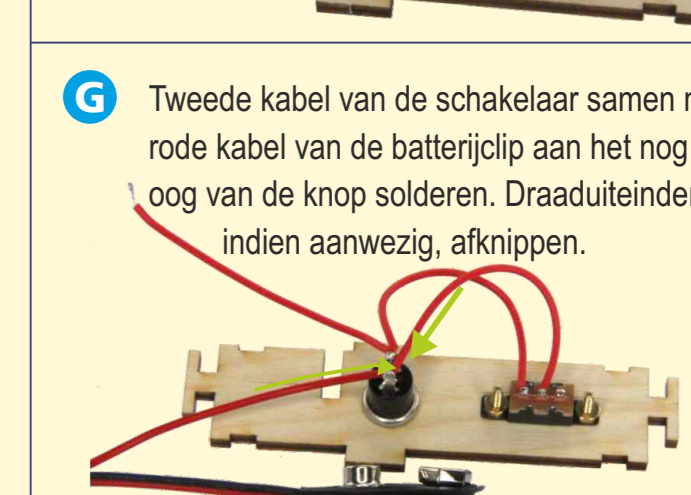 G
Tweede kabel van de schakelaar samen
rode kabel van de batterijclip aan het nog
oog van de knop solderen. Draaduiteinden
indien aanwezig, afknippen.